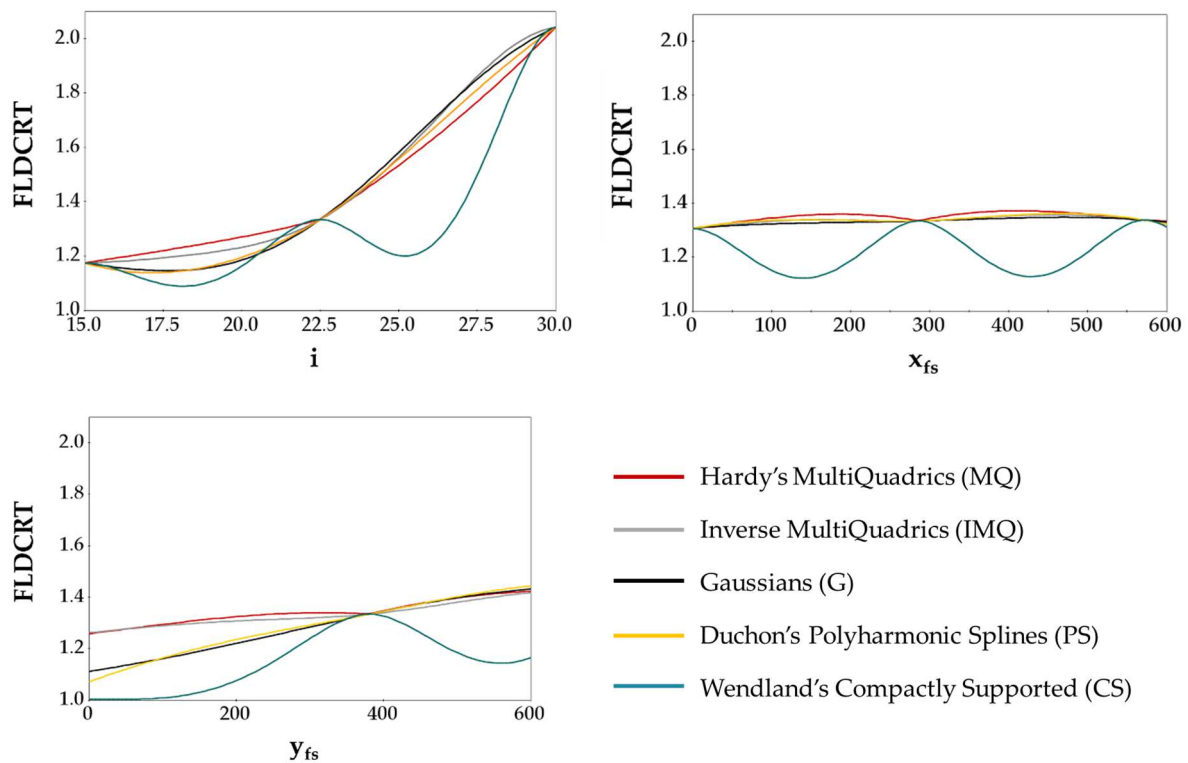 2.0
1.8
1.6
1.4
1.2
1.0
FLDCRT
15.0 17.5 20.0 22.5 25.0 27.5 30.0
i
2.0
1.8
1.6
1.4
1.2
1.0
FLDCRT
0 100 200 300 400 500 600
x_fs
2.0
1.8
1.6
1.4
1.2
1.0
FLDCRT
0 200 400 600
y_fs
Hardy's MultiQuadrics (MQ)
Inverse MultiQuadrics (IMQ)
Gaussians (G)
Duchon's Polyharmonic Splines (PS)
Wendland's Compactly Supported (CS)